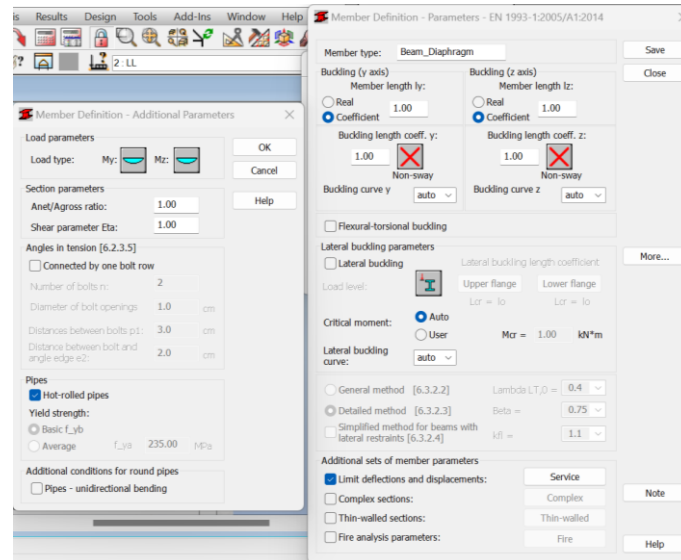 is Results Design Tools Add-Ins Window Help
2 : LL
Member Definition - Additional Parameters
Load parameters
Load type: My: Mz:
OK
Cancel
Help
Section parameters
Anet/Agross ratio: 1.00
Shear parameter Eta: 1.00
Angles in tension [6.2.3.5]
Connected by one bolt row
Number of bolts n: 2
Diameter of bolt openings 1.0 cm
Distances between bolts p1: 3.0 cm
Distance between bolt and
angle edge e2: 2.0 cm
Pipes
Hot-rolled pipes
Yield strength:
Basic f_yb
Average f_ya 235.00 MPa
Additional conditions for round pipes
Pipes - unidirectional bending
Member Definition - Parameters - EN 1993-1:2005/A1:2014
Member type: Beam_Diaphragm
Save
Close
Buckling (y axis)
Member length ly:
Real
Coefficient
1.00
Buckling (z axis)
Member length lz:
Real
Coefficient
1.00
Buckling length coeff. y:
1.00
Non-sway
Buckling curve y auto
Buckling length coeff. z:
1.00
Non-sway
Buckling curve z auto
Flexural-torsional buckling
Lateral buckling parameters
Lateral buckling
Lateral buckling length coefficient
More...
Load level:
Upper flange Lower flange
Lcr = lo Lcr = lo
Critical moment:
Auto
User Mcr = 1.00 kN*m
Lateral buckling
curve: auto
General method [6.3.2.2] Lambda LT,0 = 0.4
Detailed method [6.3.2.3] Beta = 0.75
Simplified method for beams with
lateral restraints [6.3.2.4] kfl = 1.1
Additional sets of member parameters
Limit deflections and displacements: Service
Complex sections: Complex
Thin-walled sections: Thin-walled
Fire analysis parameters: Fire
Note
Help